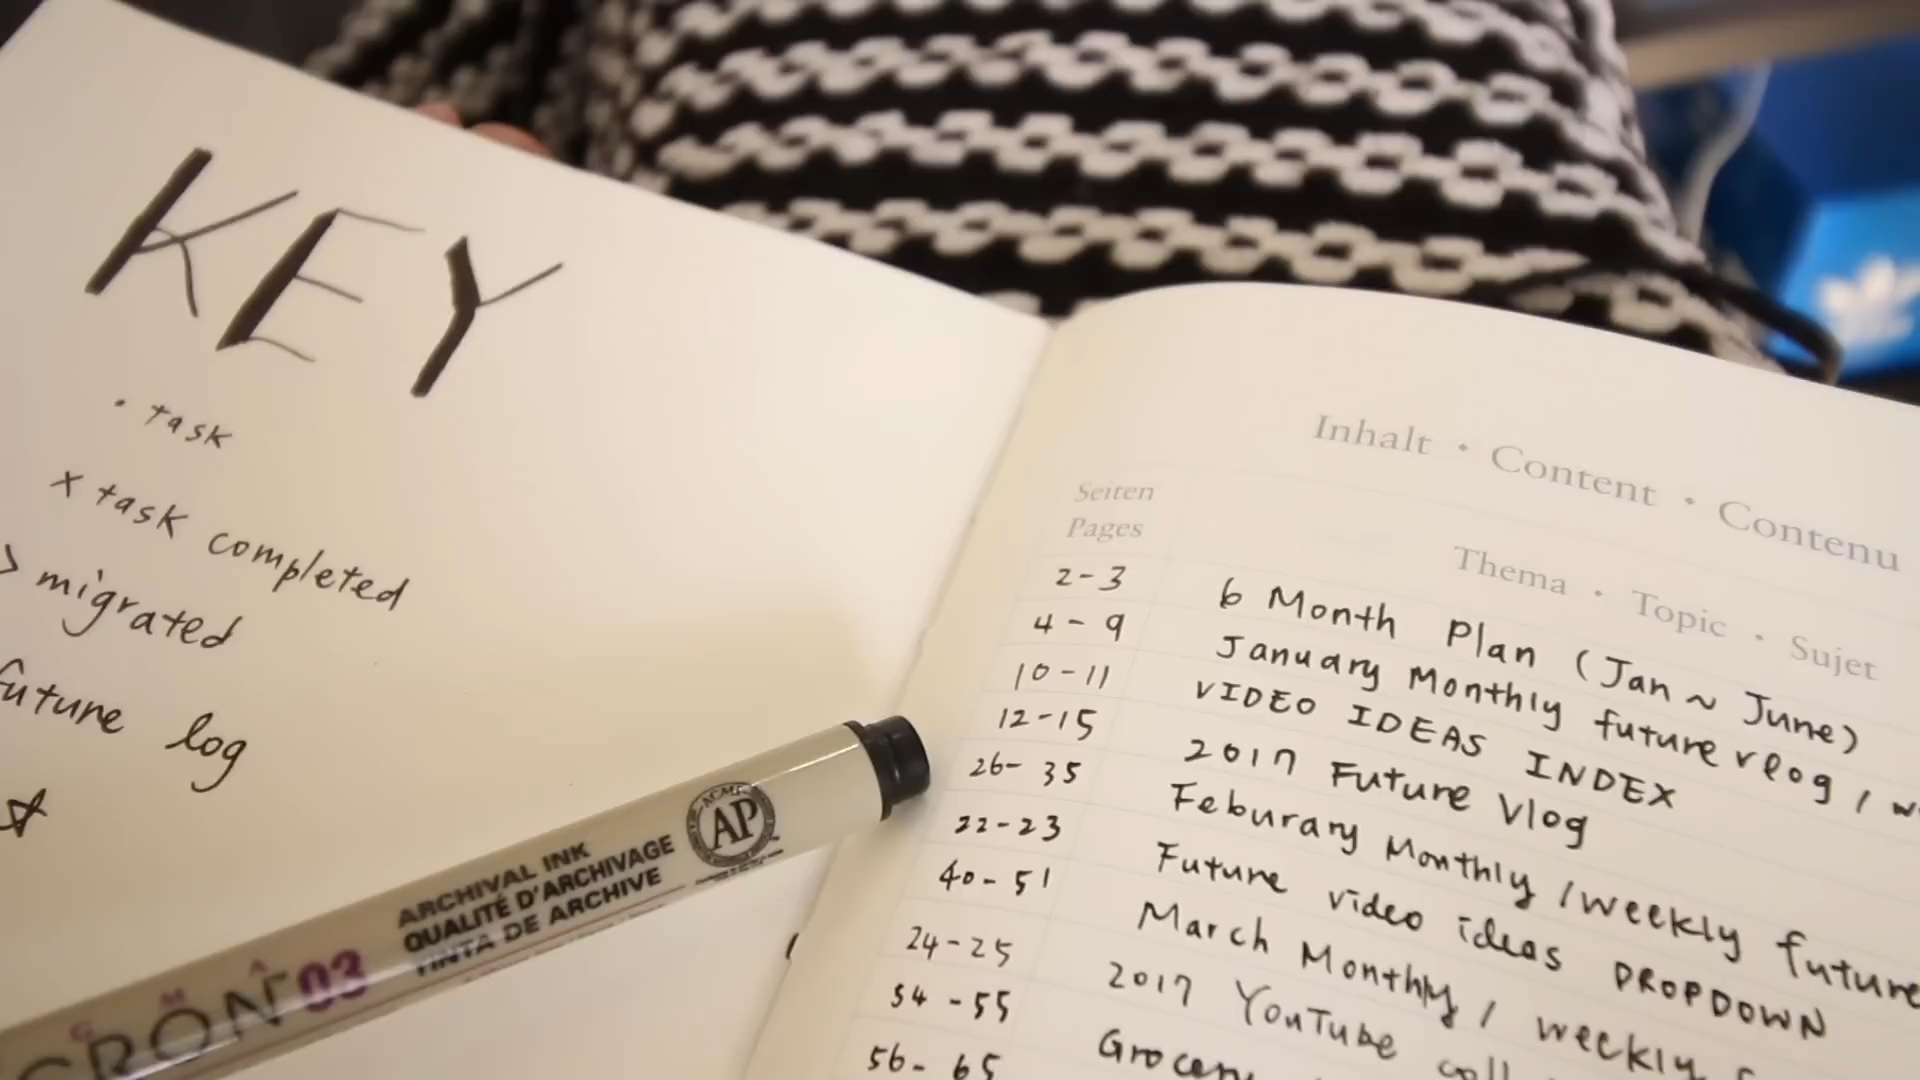 KEY
• task
x task completed
> migrated
future log
ARCHIVAL INK
QUALITÉ D'ARCHIVAGE
TINTA DE ARCHIVE
AP
CRON 03
Inhalt • Content • Contenu
Seiten
Pages
Thema • Topic • Sujet
2-3 6 Month Plan (Jan ~ June)
4-9 January Monthly future vlog /
10-11 VIDEO IDEAS INDEX
12-15 2017 Future Vlog
26-35 Feburary Monthly / weekly future
22-23 Future video ideas DROPDOWN
40-51 March Monthly / weekly
24-25 2017 YouTube
54-55 Grocery
56-65